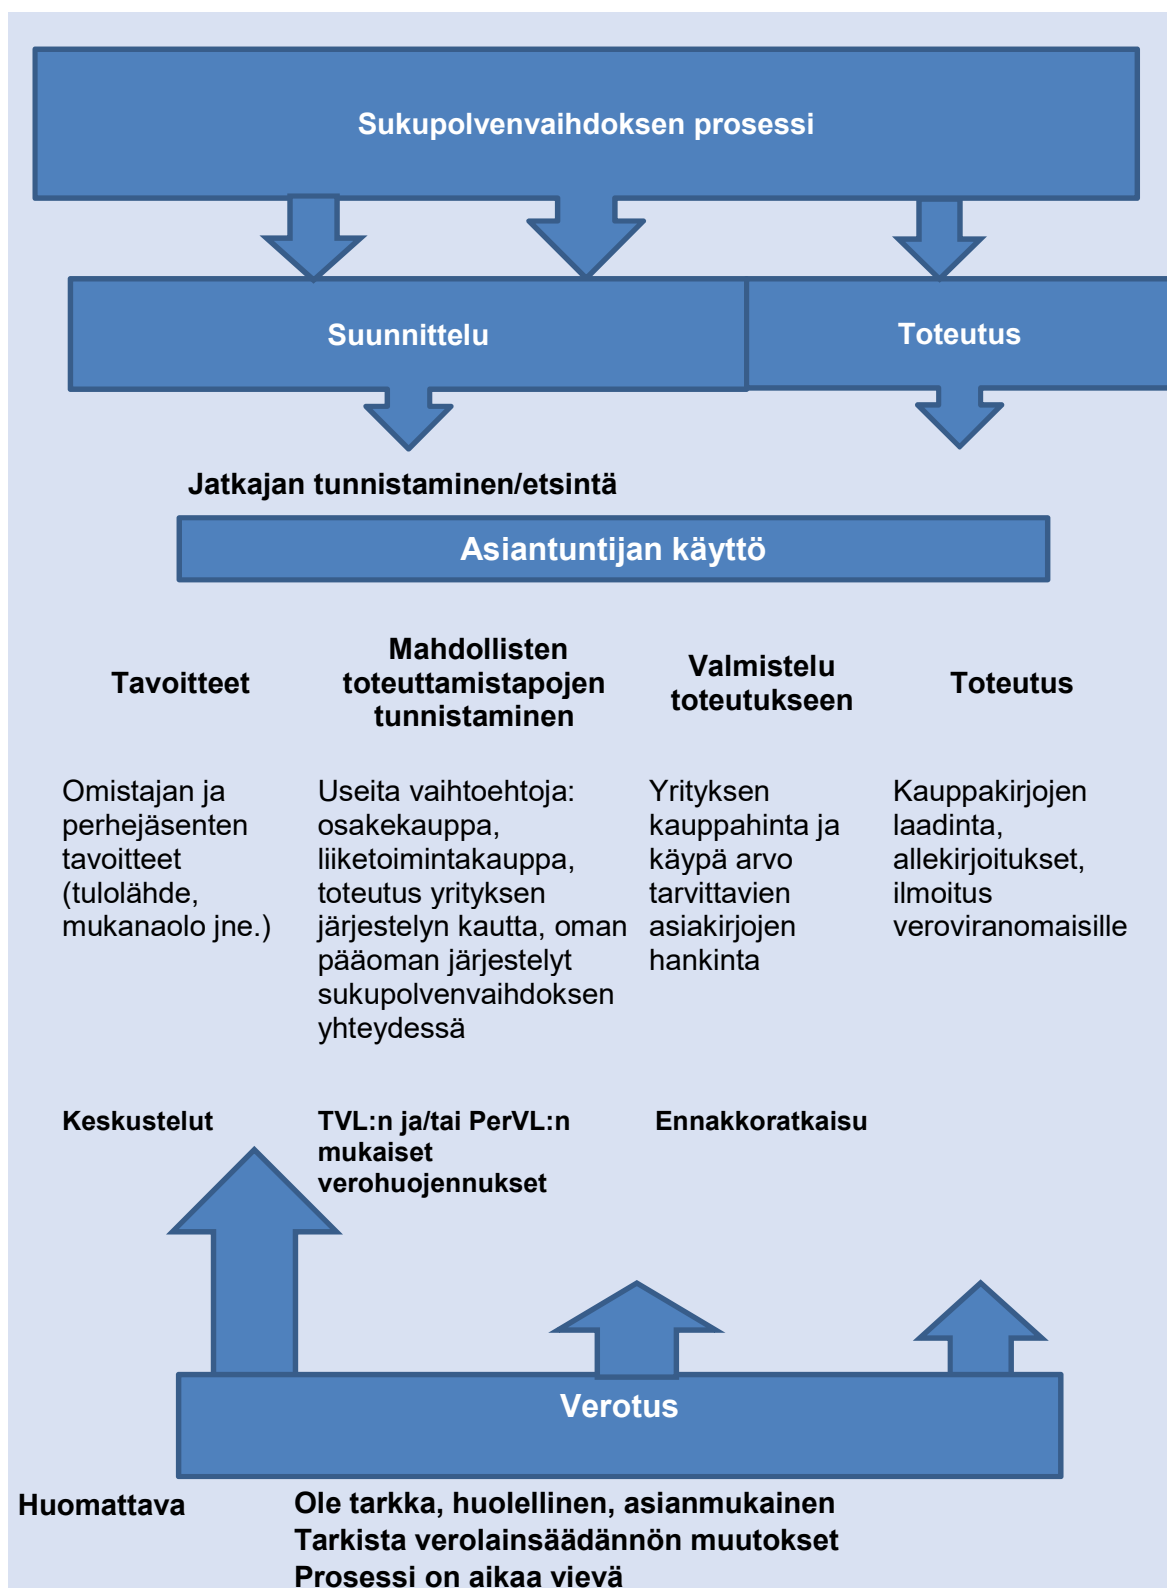 Sukupolvenvaihdoksen prosessi
Suunnittelu
Toteutus
Jatkajan tunnistaminen/etsintä
Asiantuntijan käyttö
Tavoitteet
Mahdollisten
toteuttamistapojen
tunnistaminen
Valmistelu
toteutukseen
Toteutus
Omistajan ja
perhejäsenten
tavoitteet
(tulolähde,
mukanaolo jne.)
Useita vaihtoehtoja:
osakekauppa,
liiketoimintakauppa,
toteutus yrityksen
järjestelyn kautta, oman
pääoman järjestelyt
sukupolvenvaihdoksen
yhteydessä
Yrityksen
kauppahinta ja
käypä arvo
tarvittavien
asiakirjojen
hankinta
Kauppakirjojen
laadinta,
allekirjoitukset,
ilmoitus
veroviranomaisille
Keskustelut
TVL:n ja/tai PerVL:n
mukaiset
verohuojennukset
Ennakkoratkaisu
Verotus
Huomattava
Ole tarkka, huolellinen, asianmukainen
Tarkista verolainsäädännön muutokset
Prosessi on aikaa vievä